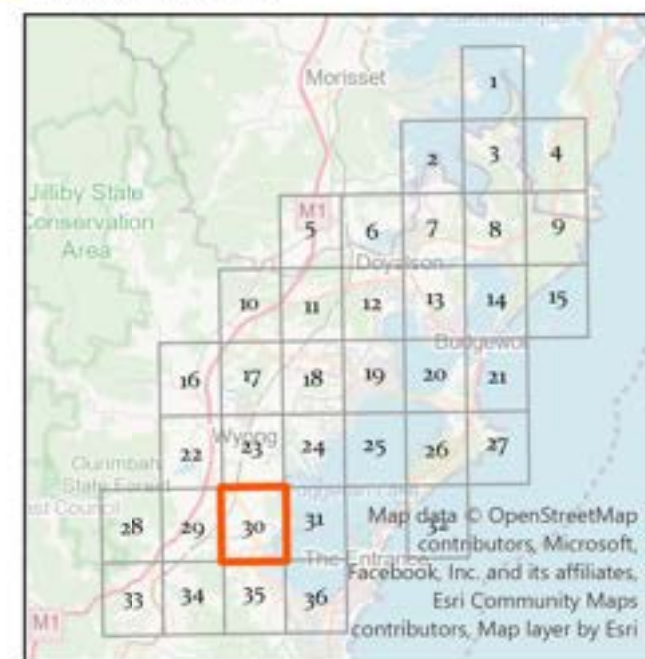 Morisset
1
2 3 4
Jilliby State
Conservation
Area
M1
5 6 7 8 9
Doyalson
10 11 12 13 14 15
Budgewoi
16 17 18 19 20 21
Wyong
22 23 24 25 26 27
Ourimbah
State Forest
ast Council
28 29 30 31 32
Map data © OpenStreetMap
contributors, Microsoft,
The Entrance
Facebook, Inc. and its affiliates,
33 34 35 36
Esri Community Maps
M1
contributors, Map layer by Esri